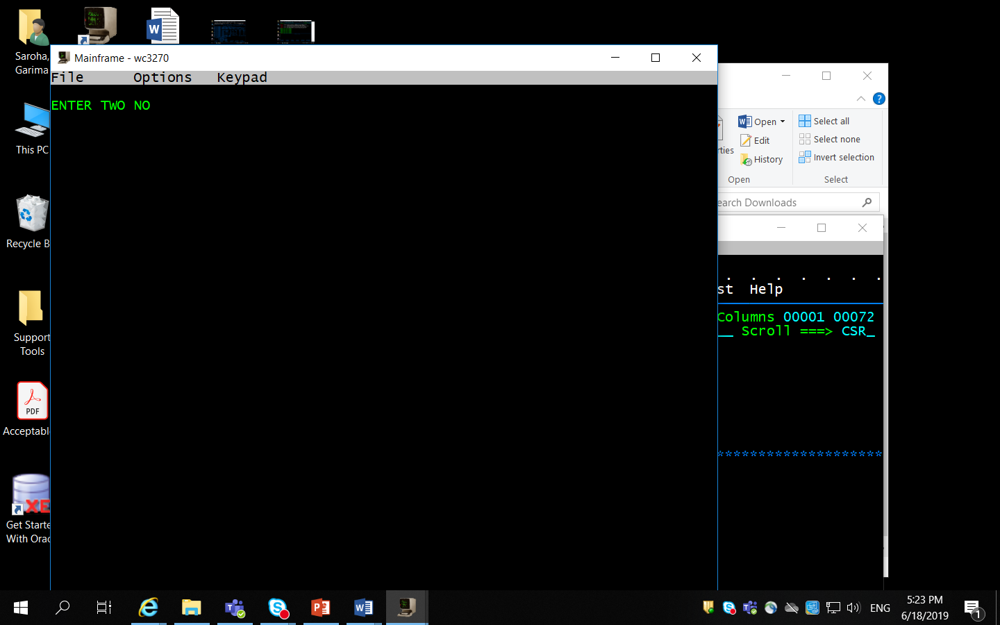 Saroha,
Garima
This PC
Recycle B
Support
Tools
PDF
Acceptabl
XE
Get Starte
With Orac
W
Mainframe - wc3270
File Options Keypad
ENTER TWO NO
?
rties
Open
Edit
History
Open
Select all
Select none
Invert selection
Select
earch Downloads
. . . . . . .
st Help
Columns 00001 00072
__ Scroll ===> CSR_
********************
ENG
5:23 PM
6/18/2019
1